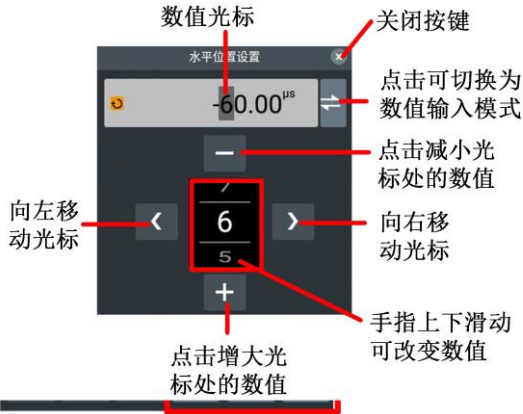 数值光标
关闭按键
水平位置设置
-60.00µs
点击可切换为
数值输入模式
点击减小光
标处的数值
7
向左移
动光标
6
向右移
动光标
5
手指上下滑动
可改变数值
点击增大光
标处的数值